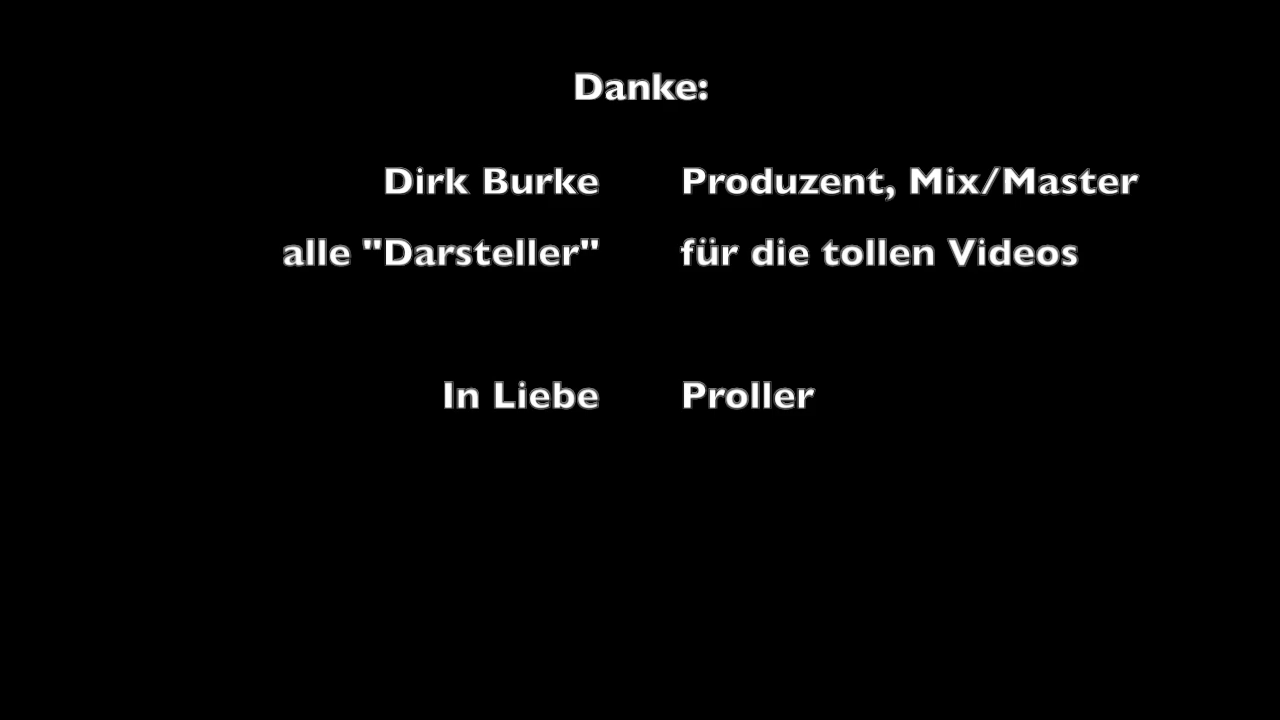 Danke:
Dirk Burke Produzent, Mix/Master
alle "Darsteller" für die tollen Videos
In Liebe Proller